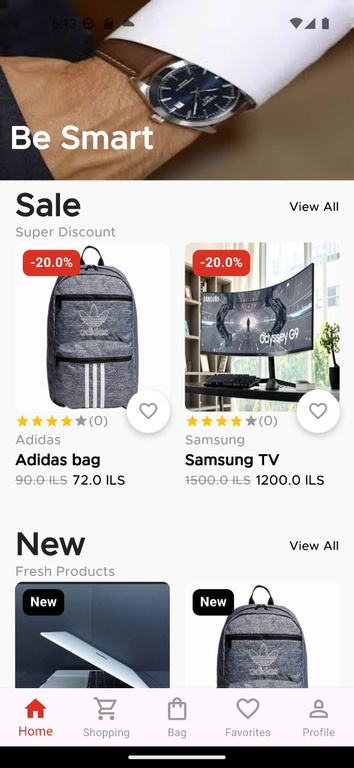 6:13
Be Smart
Sale
View All
Super Discount
-20.0%
-20.0%
adidas
SAMSUNG
Odyssey G9
(0)
(0)
Adidas
Samsung
Adidas bag
Samsung TV
90.0 ILS 72.0 ILS
1500.0 ILS 1200.0 ILS
New
View All
Fresh Products
New
New
adidas
Home
Shopping
Bag
Favorites
Profile